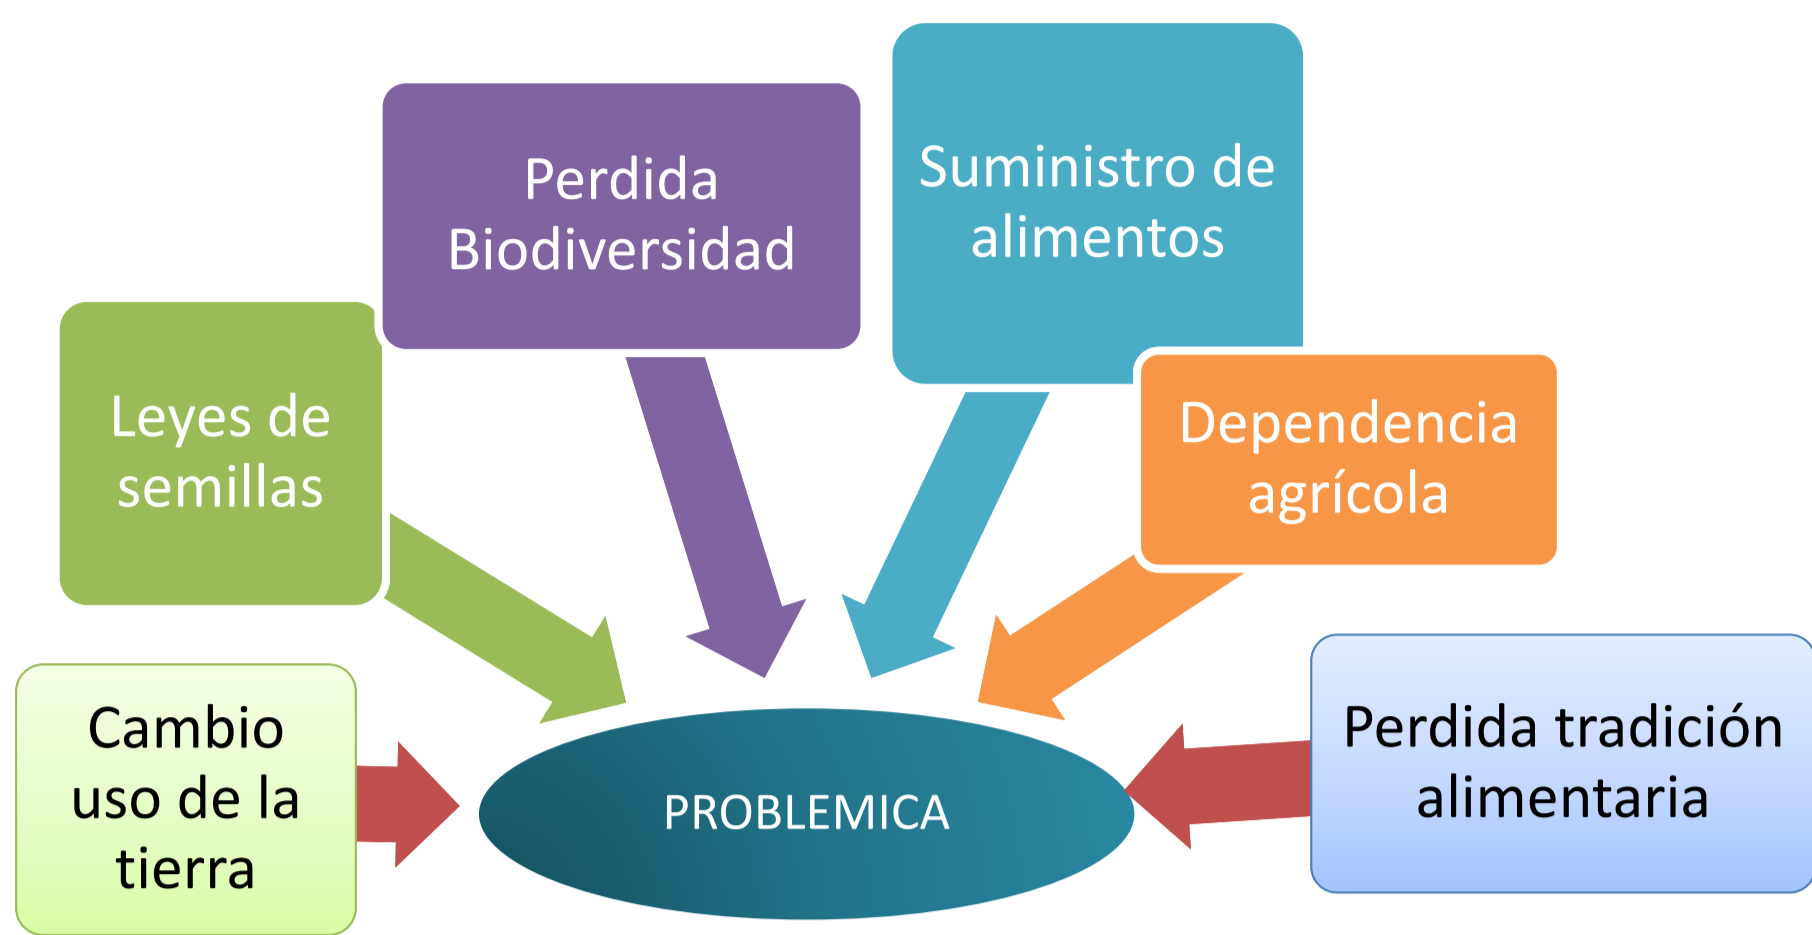 Suministro de
alimentos
Perdida
Biodiversidad
Leyes de
semillas
Dependencia
agrícola
Cambio
uso de la
tierra
PROBLEMICA
Perdida tradición
alimentaria